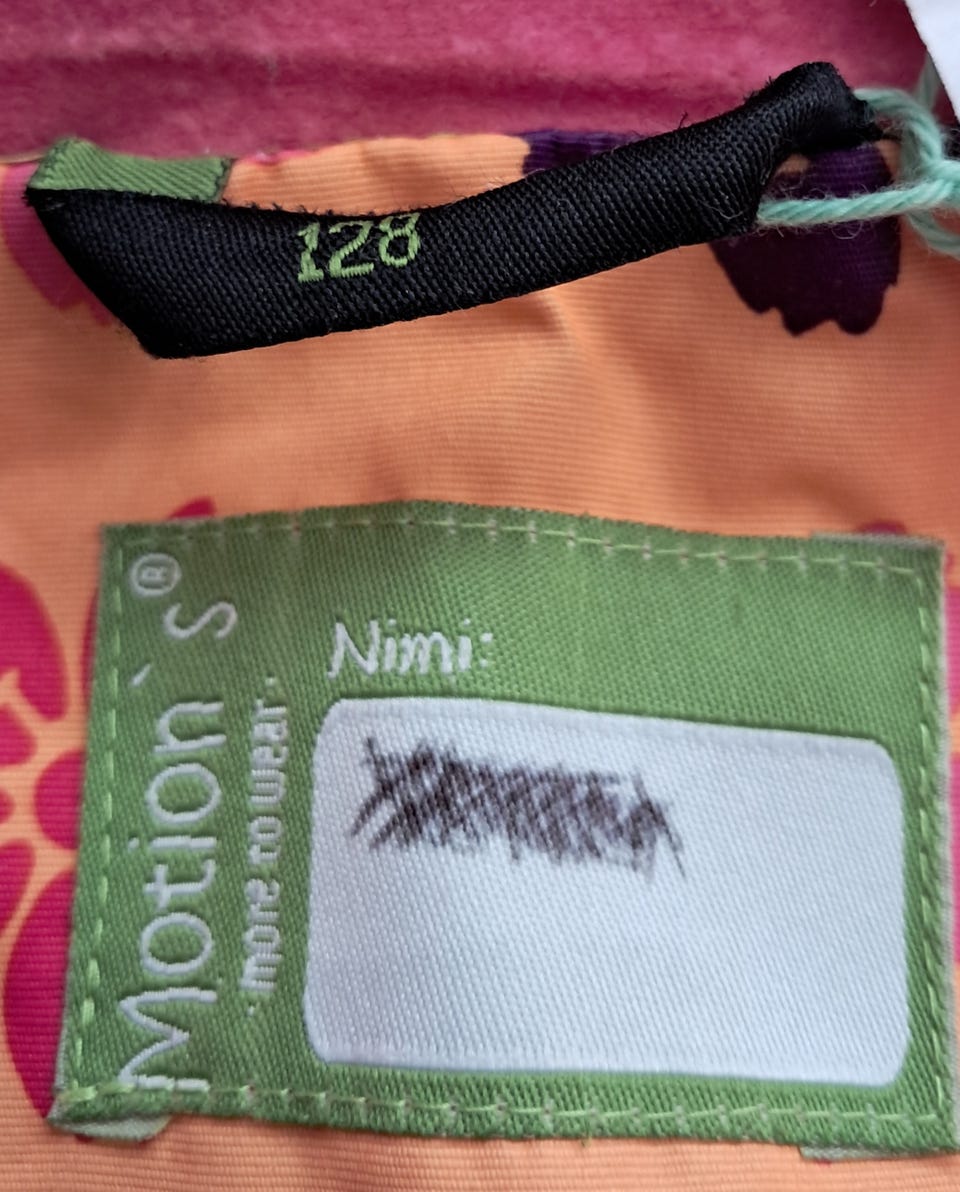 128
Motion`s®
·more to wear·
Nimi: